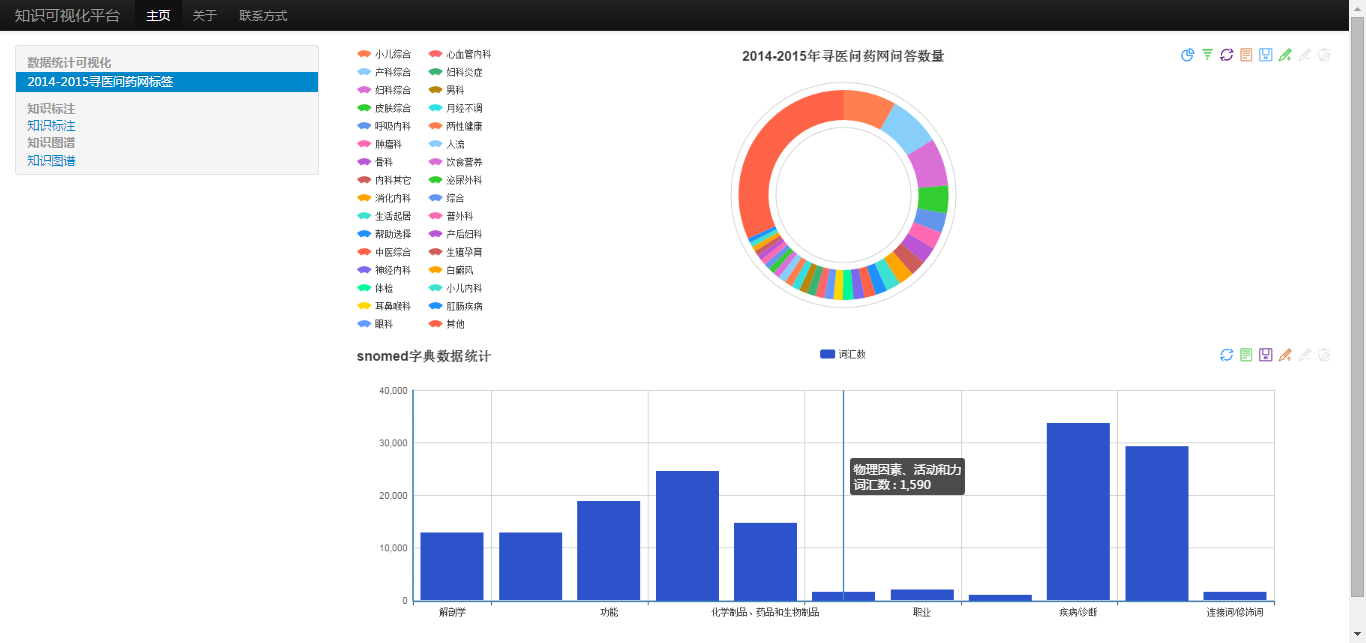 知识可视化平台 主页 关于 联系方式
数据统计可视化
2014-2015寻医问药网标签
知识标注
知识标注
知识图谱
知识图谱
2014-2015年寻医问药网问答数量
小儿综合 心血管内科
产科综合 妇科炎症
妇科综合 男科
皮肤综合 月经不调
呼吸内科 两性健康
肿瘤科 人流
骨科 饮食营养
内科其它 泌尿外科
消化内科 综合
生活起居 普外科
帮助选择 产后妇科
中医综合 生殖孕育
神经内科 白癜风
体检 小儿内科
耳鼻喉科 肛肠疾病
眼科 其他
snomed字典数据统计
词汇数
40,000
30,000
20,000
10,000
0
物理因素、活动和力
词汇数 : 1,590
解剖学 功能 化学制品、药品和生物制品 职业 疾病/诊断 连接词/修饰词